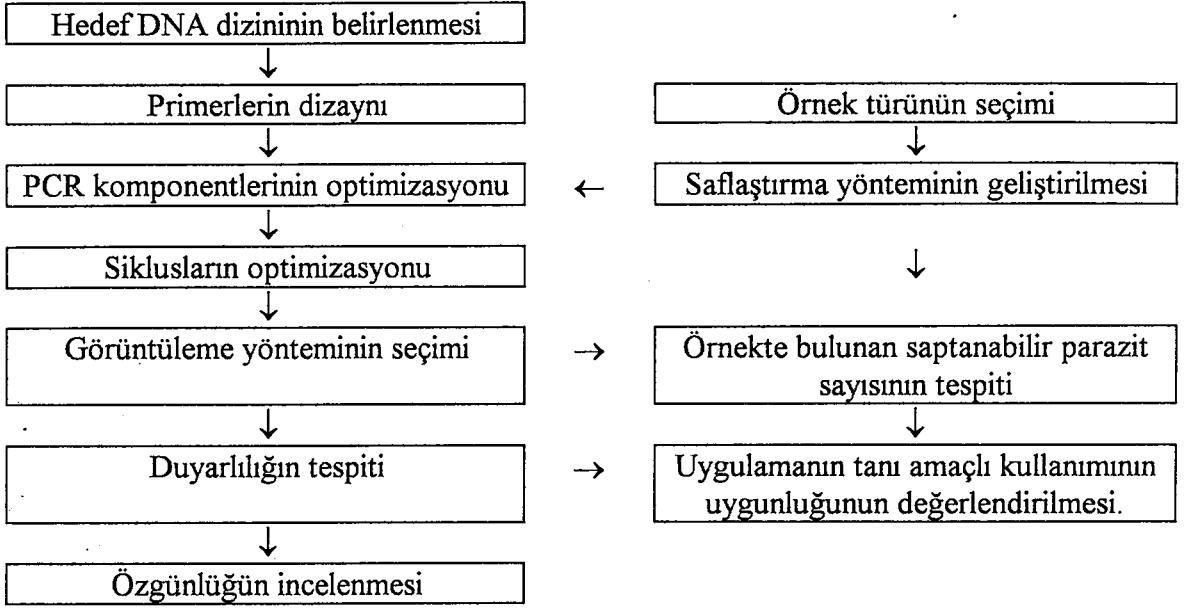 Hedef DNA dizininin belirlenmesi
↓
Primerlerin dizaynı
Örnek türünün seçimi
↓
↓
PCR komponentlerinin optimizasyonu
←
Saflaştırma yönteminin geliştirilmesi
↓
Siklusların optimizasyonu
↓
↓
Görüntüleme yönteminin seçimi
→
Örnekte bulunan saptanabilir parazit
sayısının tespiti
↓
↓
Duyarlılığın tespiti
→
Uygulamanın tanı amaçlı kullanımının
uygunluğunun değerlendirilmesi.
↓
Özgünlüğün incelenmesi